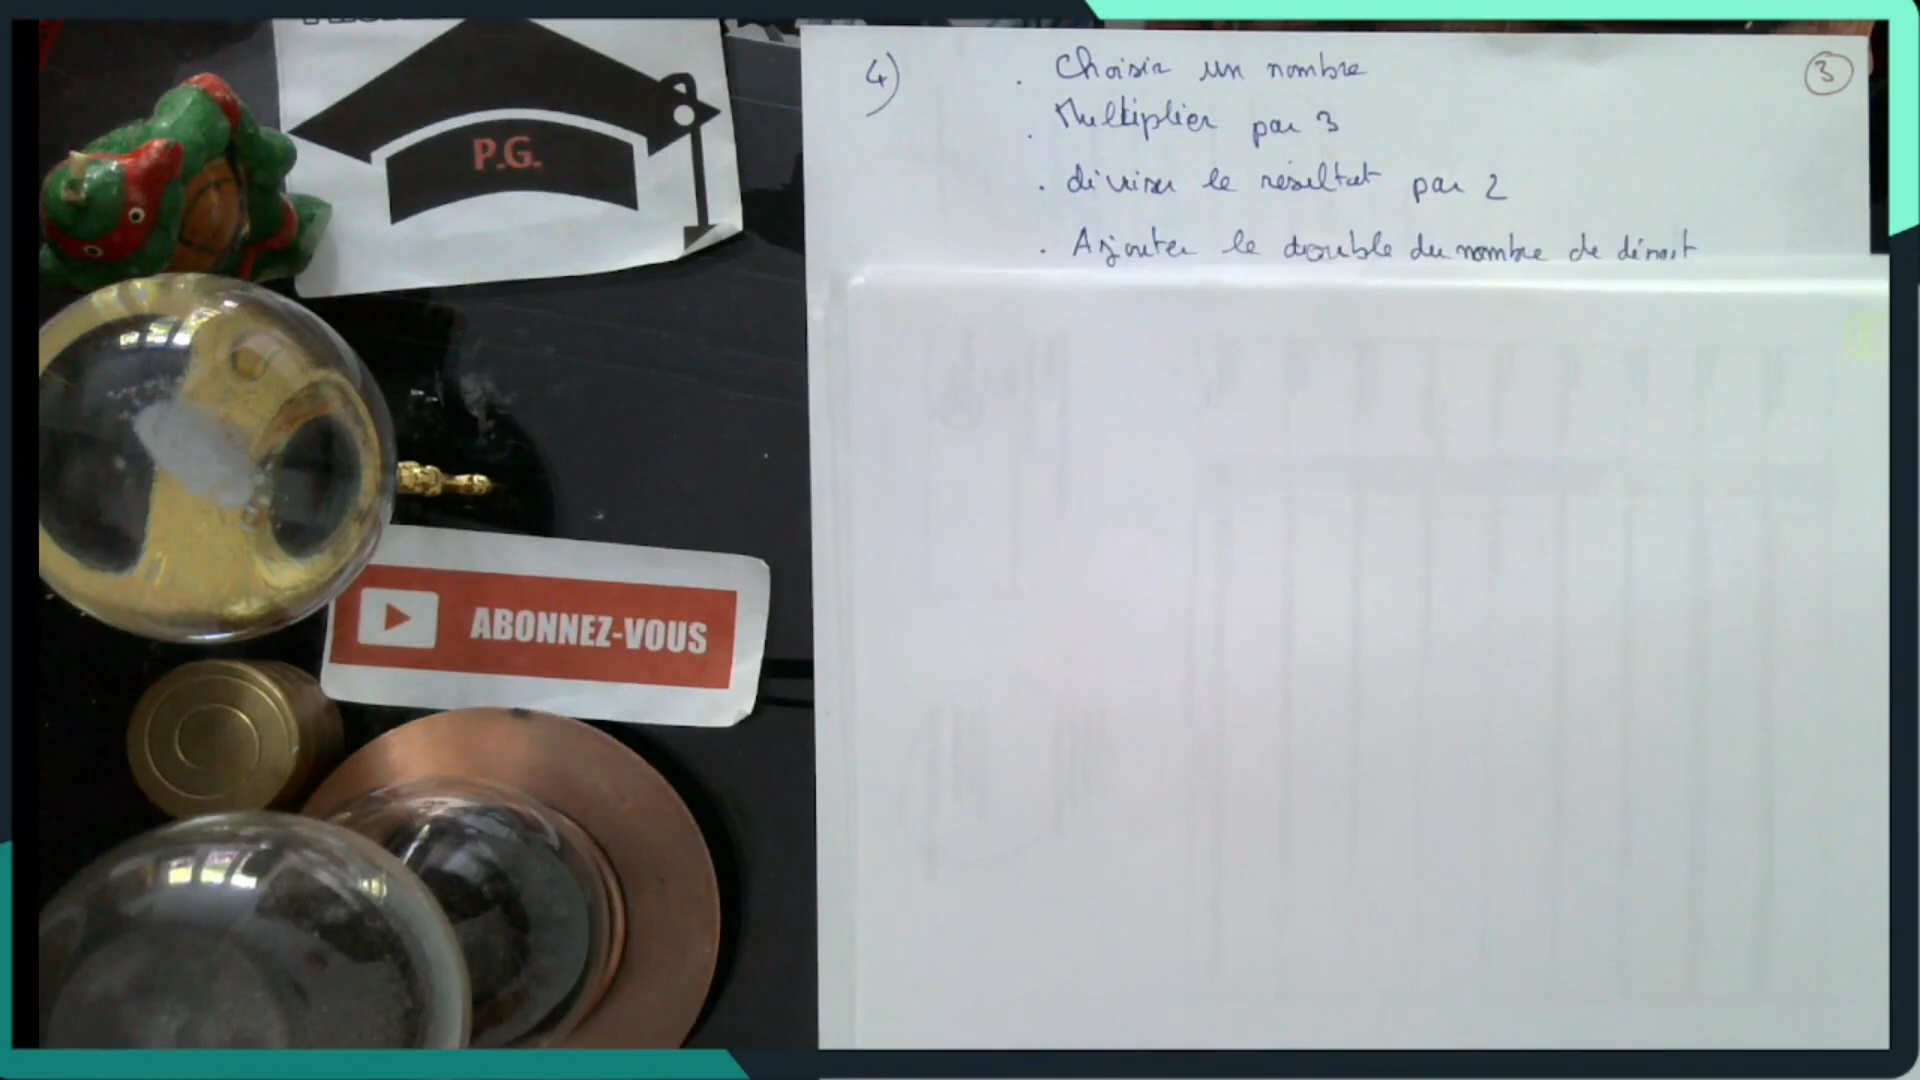 P.G.
ABONNEZ-VOUS
4)
. Choisir un nombre
3
. Multiplier par 3
. diviser le résultat par 2
. Ajouter le double du nombre de départ